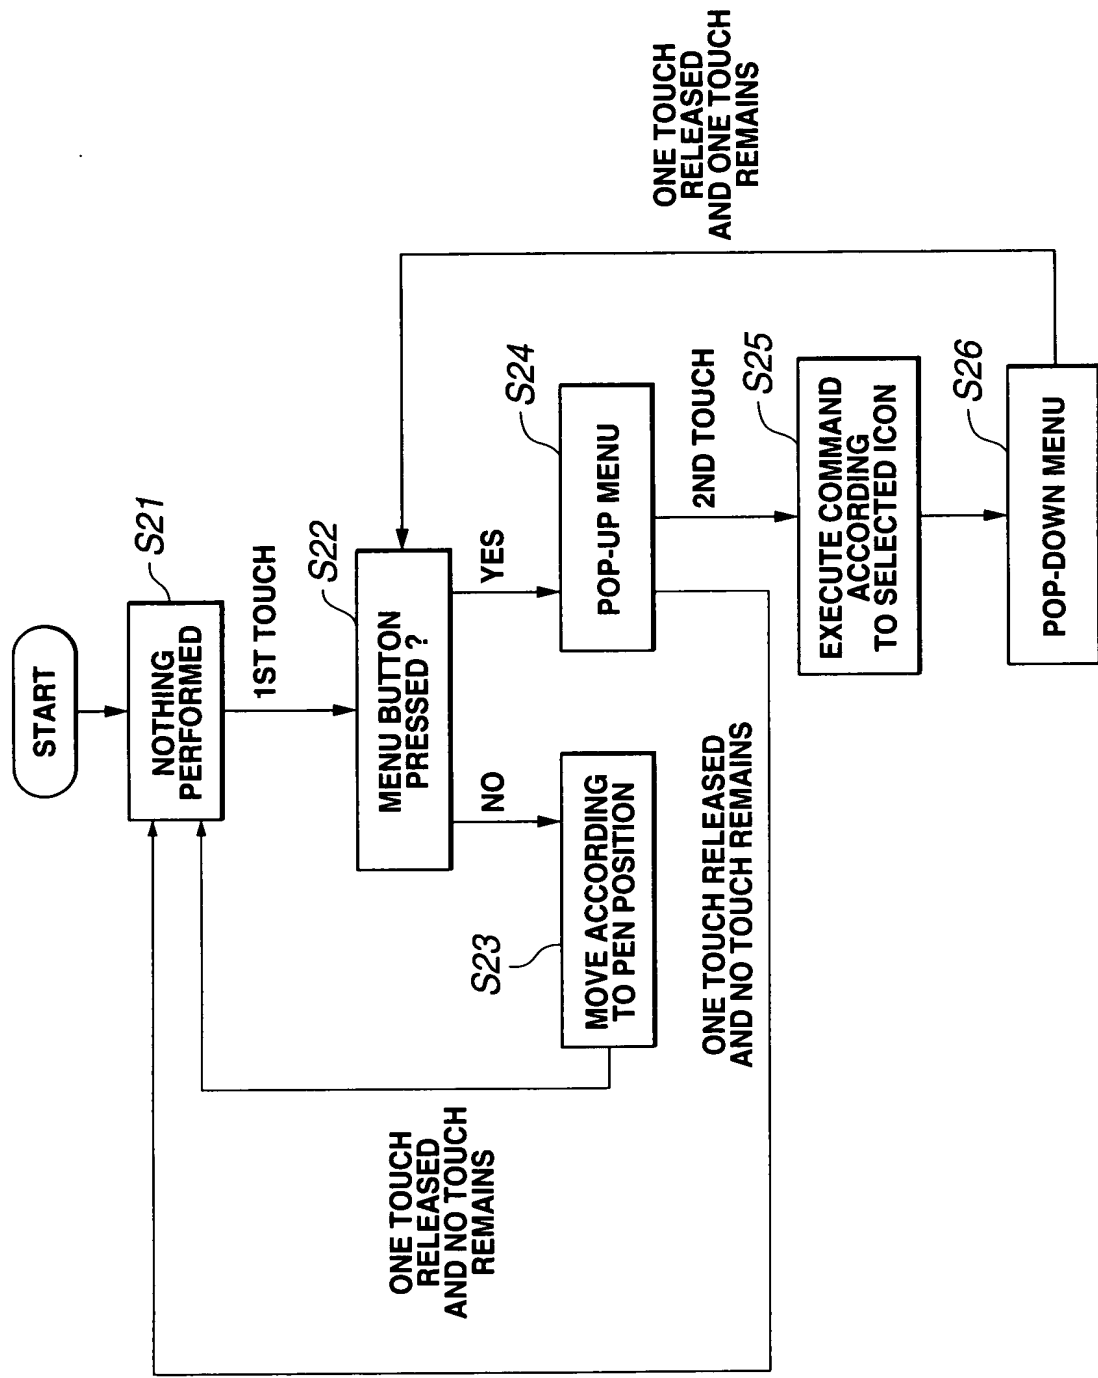 START
NOTHING
PERFORMED
S21
1ST TOUCH
MENU BUTTON
PRESSED ?
S22
NO
YES
MOVE ACCORDING
TO PEN POSITION
S23
POP-UP MENU
S24
ONE TOUCH
RELEASED
AND NO TOUCH
REMAINS
ONE TOUCH RELEASED
AND NO TOUCH REMAINS
2ND TOUCH
EXECUTE COMMAND
ACCORDING
TO SELECTED ICON
S25
POP-DOWN MENU
S26
ONE TOUCH
RELEASED
AND ONE TOUCH
REMAINS